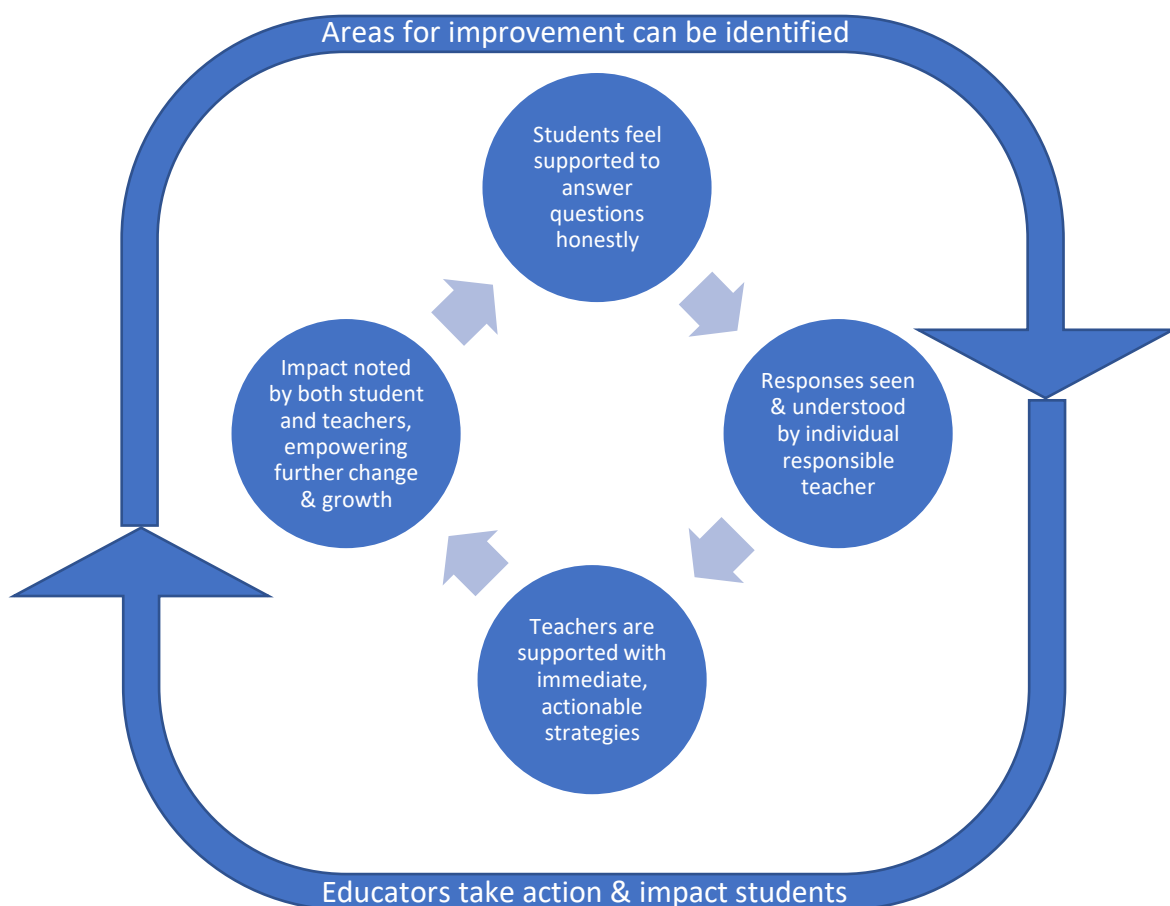 Areas for improvement can be identified
Students feel
supported to
answer
questions
honestly
Responses seen
& understood
by individual
responsible
teacher
Teachers are
supported with
immediate,
actionable
strategies
Impact noted
by both student
and teachers,
empowering
further change
& growth
Educators take action & impact students